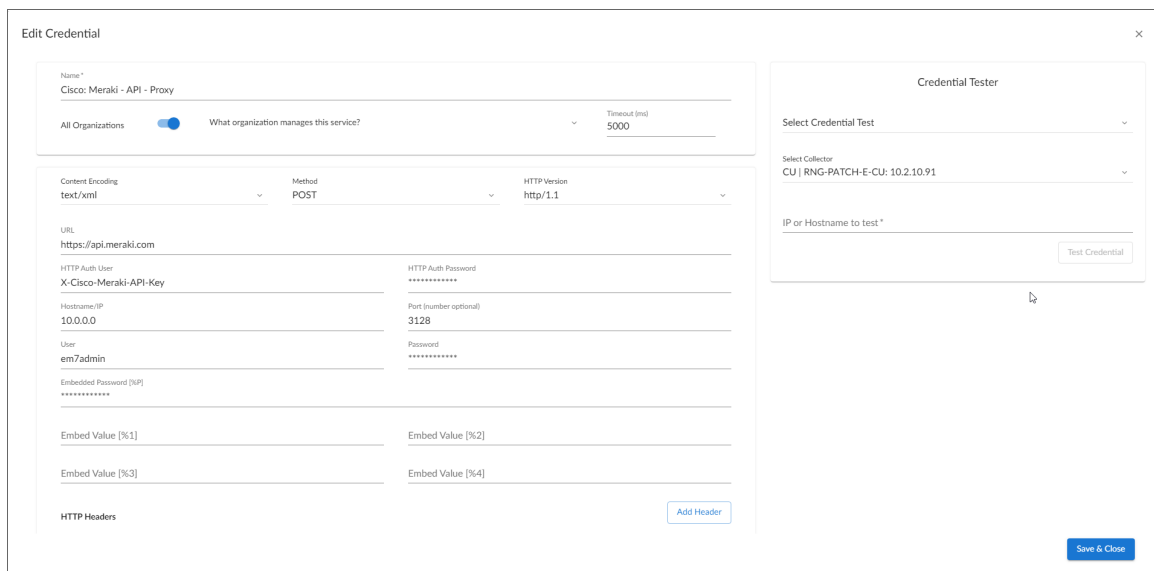 Edit Credential
×
Name*
Cisco: Meraki - API - Proxy
All Organizations
What organization manages this service?
Timeout (ms)
5000
Content Encoding
text/xml
Method
POST
HTTP Version
http/1.1
URL
https://api.meraki.com
HTTP Auth User
X-Cisco-Meraki-API-Key
HTTP Auth Password
************
Hostname/IP
10.0.0.0
Port (number optional)
3128
User
em7admin
Password
************
Embedded Password [%P]
************
Embed Value [%1]
Embed Value [%2]
Embed Value [%3]
Embed Value [%4]
HTTP Headers
Add Header
Credential Tester
Select Credential Test
Select Collector
CU | RNG-PATCH-E-CU: 10.2.10.91
IP or Hostname to test*
Test Credential
Save & Close